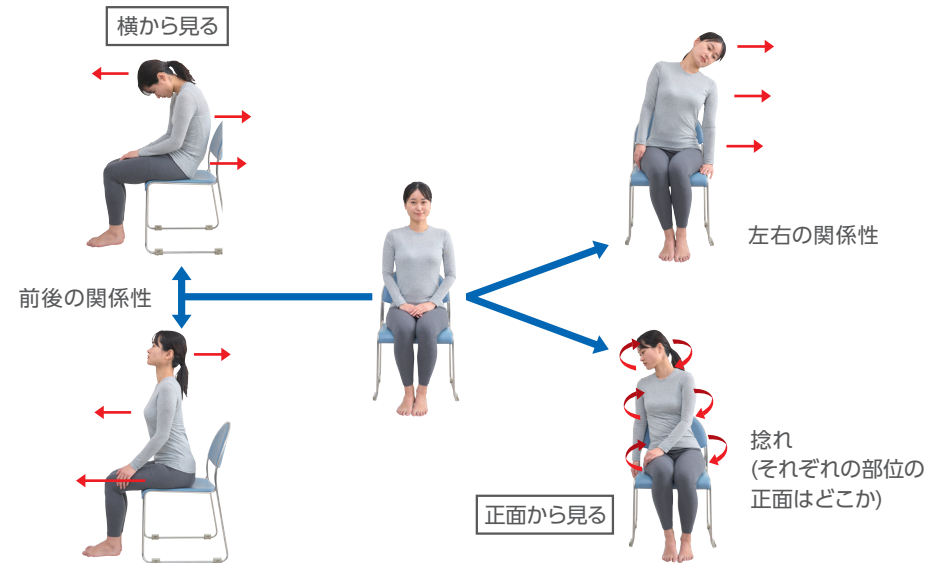 横から見る
左右の関係性
前後の関係性
捻れ
(それぞれの部位の
正面はどこか)
正面から見る